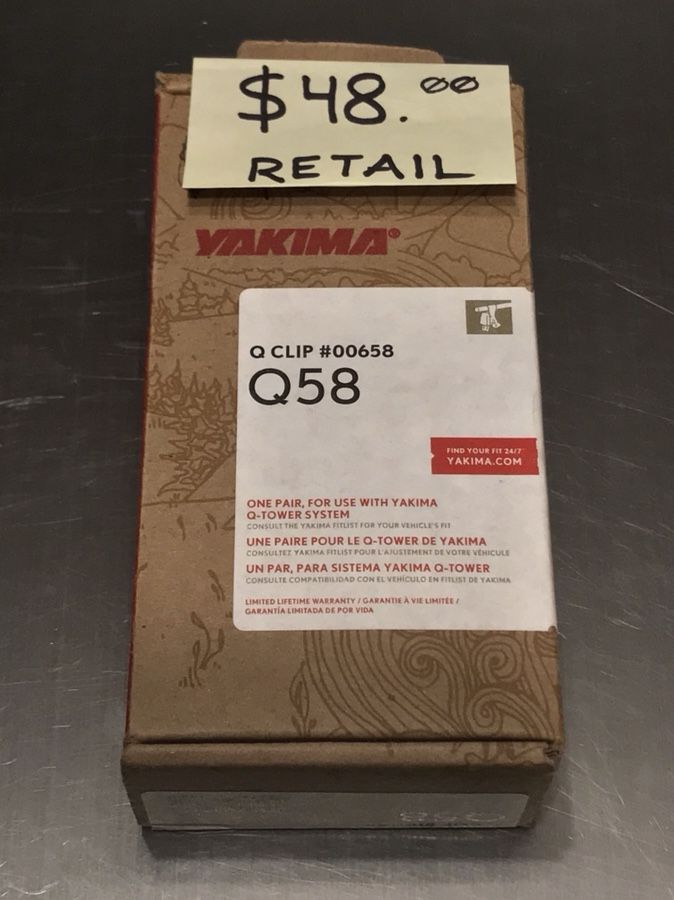 $48.00
RETAIL
YAKIMA®
Q CLIP #00658
Q58
FIND YOUR FIT 24/7
YAKIMA.COM
ONE PAIR, FOR USE WITH YAKIMA
Q-TOWER SYSTEM
CONSULT THE YAKIMA FITLIST FOR YOUR VEHICLE'S FIT
UNE PAIRE POUR LE Q-TOWER DE YAKIMA
CONSULTEZ YAKIMA FITLIST POUR L'AJUSTEMENT DE VOTRE VÉHICULE
UN PAR, PARA SISTEMA YAKIMA Q-TOWER
CONSULTE COMPATIBILIDAD CON EL VEHÍCULO EN FITLIST DE YAKIMA
LIMITED LIFETIME WARRANTY / GARANTIE À VIE LIMITÉE /
GARANTÍA LIMITADA DE POR VIDA